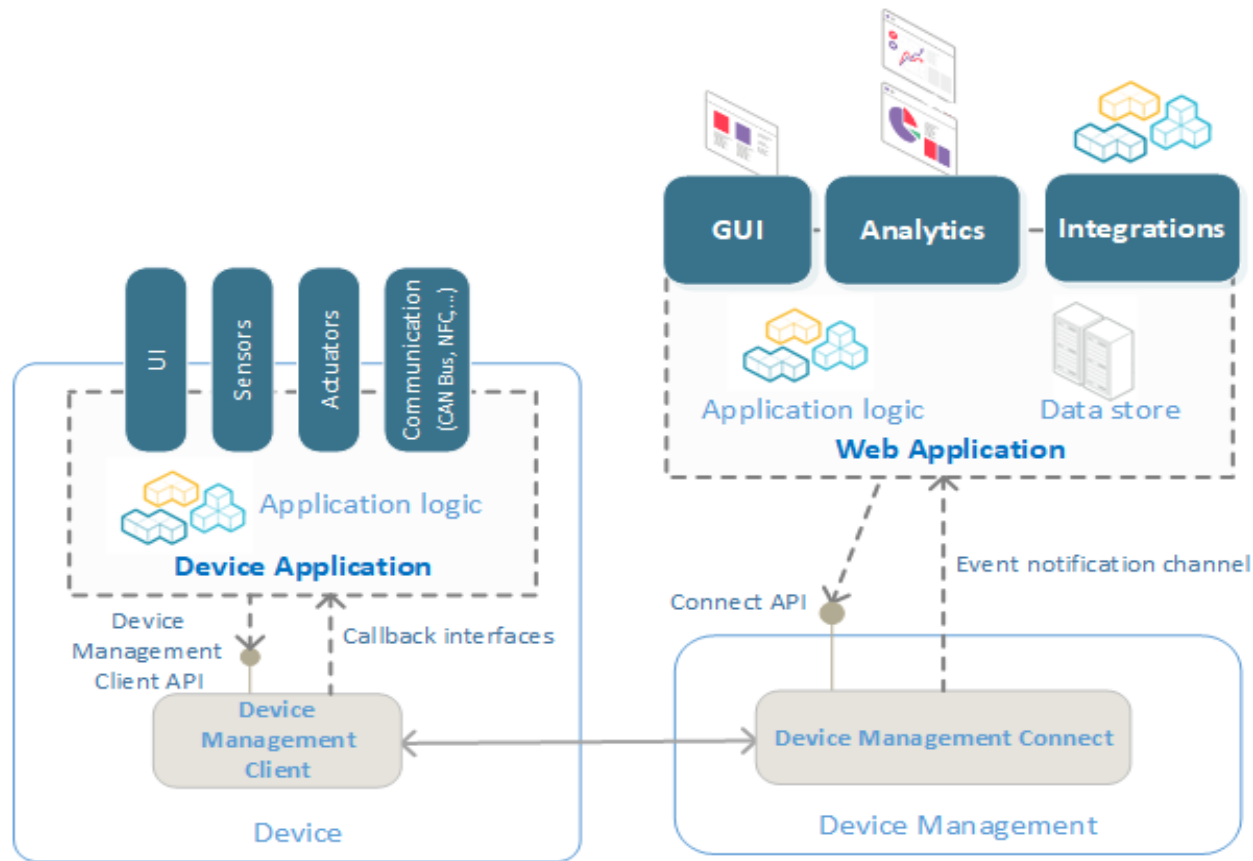 GUI
Analytics
Integrations
UI
Sensors
Actuators
Communication
(CAN Bus, NFC,...)
Application logic
Data store
Web Application
Application logic
Device Application
Event notification channel
Connect API
Device
Management
Client API
Callback interfaces
Device
Management
Client
Device Management Connect
Device
Device Management